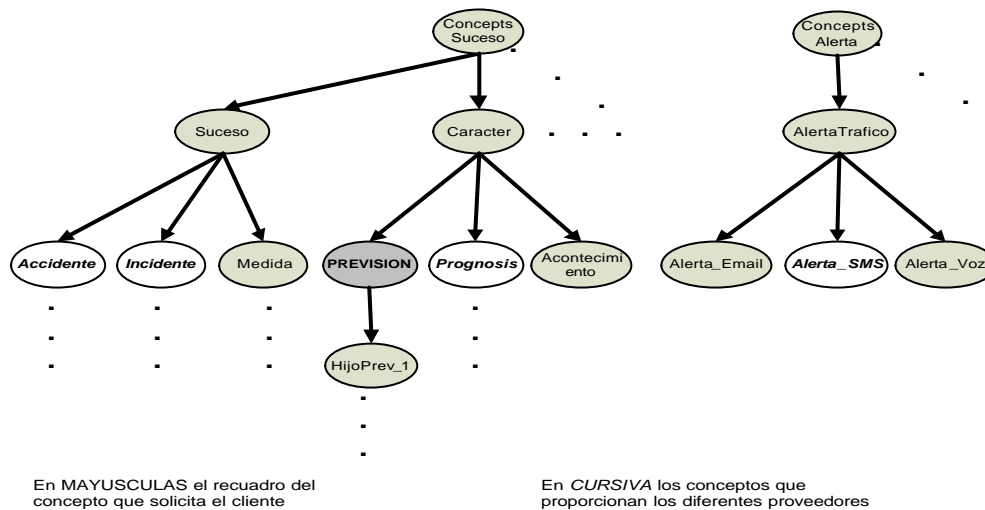 Concepts
Suceso
Concepts
Alerta
Suceso
Caracter
AlertaTrafico
Accidente
Incidente
Medida
PREVISION
Prognosis
Acontecimi
ento
Alerta_Email
Alerta_SMS
Alerta_Voz
HijoPrev_1
En MAYUSCULAS el recuadro del
concepto que solicita el cliente
En CURSIVA los conceptos que
proporcionan los diferentes proveedores